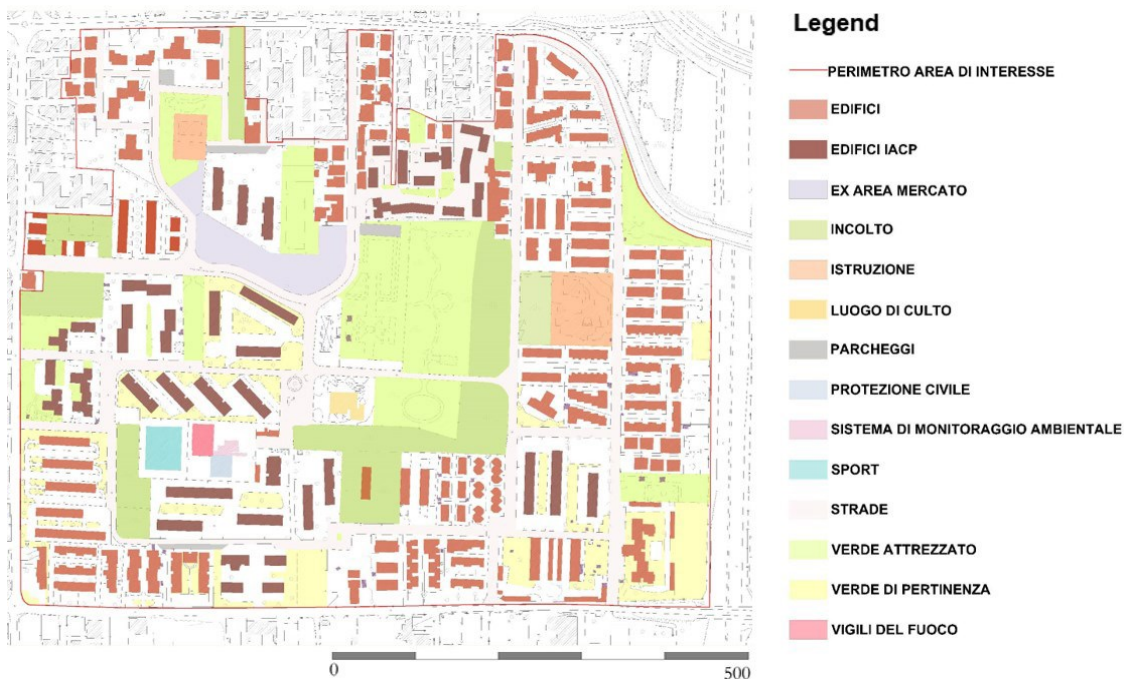 Legend
PERIMETRO AREA DI INTERESSE
EDIFICI
EDIFICI IACP
EX AREA MERCATO
INCOLTO
ISTRUZIONE
LUOGO DI CULTO
PARCHEGGI
PROTEZIONE CIVILE
SISTEMA DI MONITORAGGIO AMBIENTALE
SPORT
STRADE
VERDE ATTREZZATO
VERDE DI PERTINENZA
VIGILI DEL FUOCO
0 500